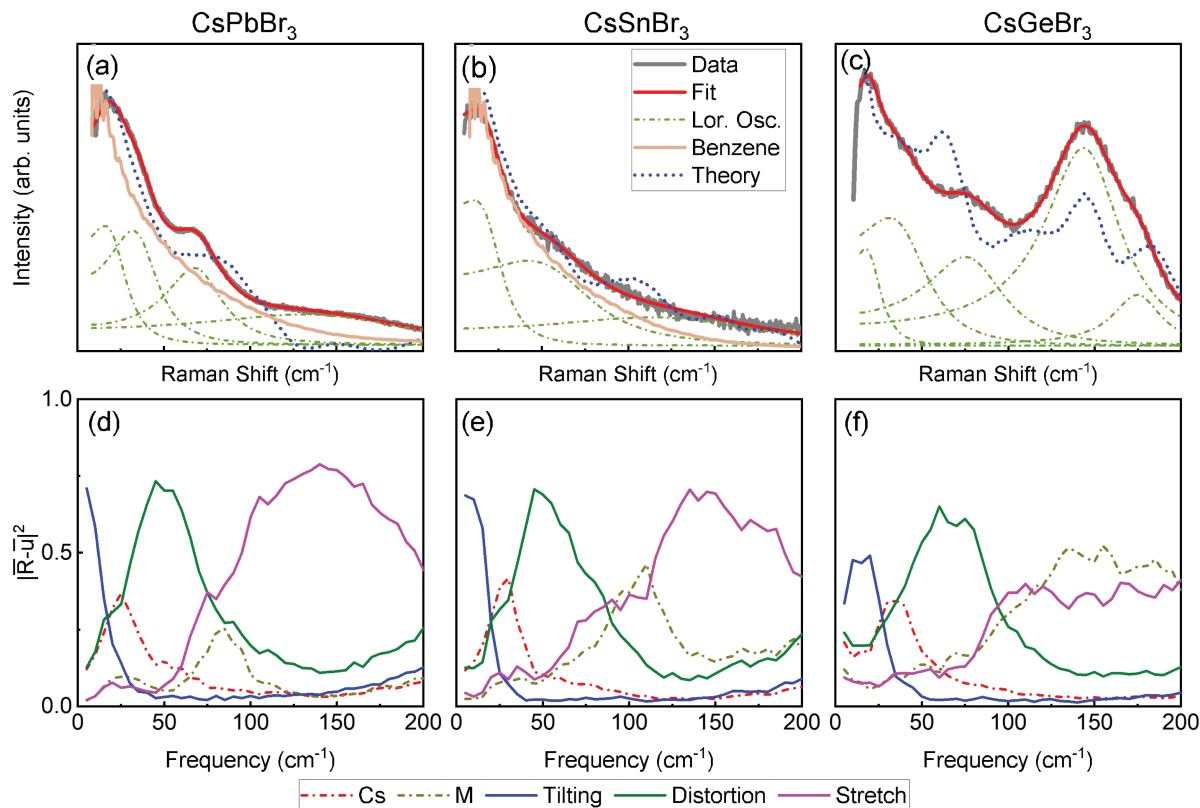 CsPbBr₃ CsSnBr₃ CsGeBr₃
(a) (b) (c)
Data
Fit
Lor. Osc.
Benzene
Theory
Intensity (arb. units)
Raman Shift (cm⁻¹) Raman Shift (cm⁻¹) Raman Shift (cm⁻¹)
(d) (e) (f)
1.0
0.5
0.0
|R̅-u̅|²
0 50 100 150 200 0 50 100 150 200 0 50 100 150 200
Frequency (cm⁻¹) Frequency (cm⁻¹) Frequency (cm⁻¹)
Cs M Tilting Distortion Stretch